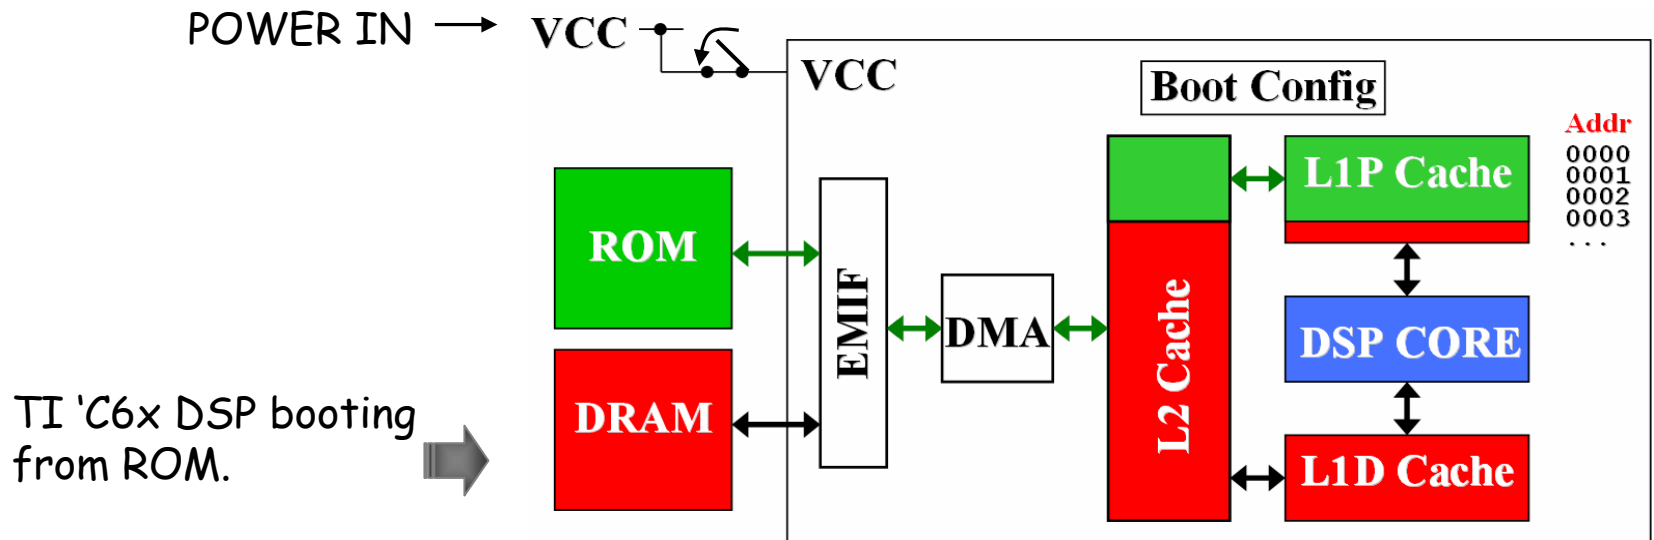 POWER IN
VCC
VCC
Boot Config
Addr
0000
0001
0002
0003
...
L1P Cache
ROM
EMIF
DMA
L2 Cache
DSP CORE
DRAM
L1D Cache
TI ‘C6x DSP booting
from ROM.